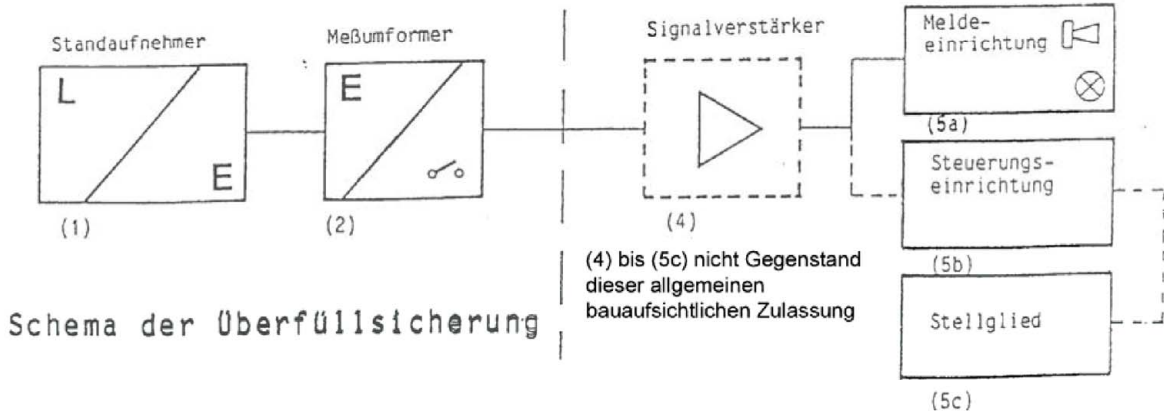 Standaufnehmer
Meßumformer
Signalverstärker
Melde-
einrichtung
L
E
E
(1)
(2)
(4)
(5a)
Steuerungs-
einrichtung
(5b)
(4) bis (5c) nicht Gegenstand
dieser allgemeinen
bauaufsichtlichen Zulassung
Stellglied
(5c)
Schema der Überfüllsicherung